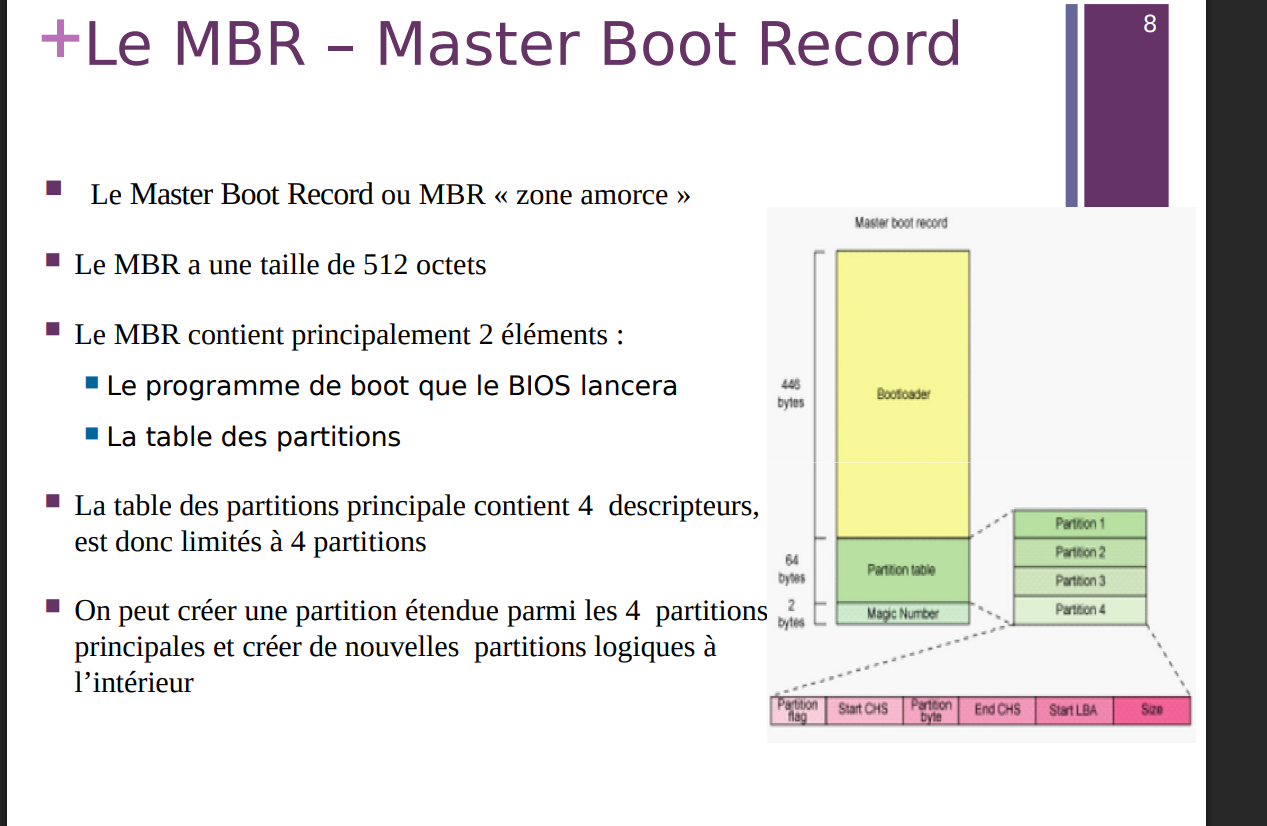 +Le MBR – Master Boot Record
8
Le Master Boot Record ou MBR « zone amorce »
Le MBR a une taille de 512 octets
Le MBR contient principalement 2 éléments :
Le programme de boot que le BIOS lancera
La table des partitions
La table des partitions principale contient 4 descripteurs,
est donc limités à 4 partitions
On peut créer une partition étendue parmi les 4 partitions
principales et créer de nouvelles partitions logiques à
l’intérieur
Master boot record
446
bytes
Bootloader
64
bytes
Partition table
2
bytes
Magic Number
Partition 1
Partition 2
Partition 3
Partition 4
Partition
flag
Start CHS
Partition
byte
End CHS
Start LBA
Size